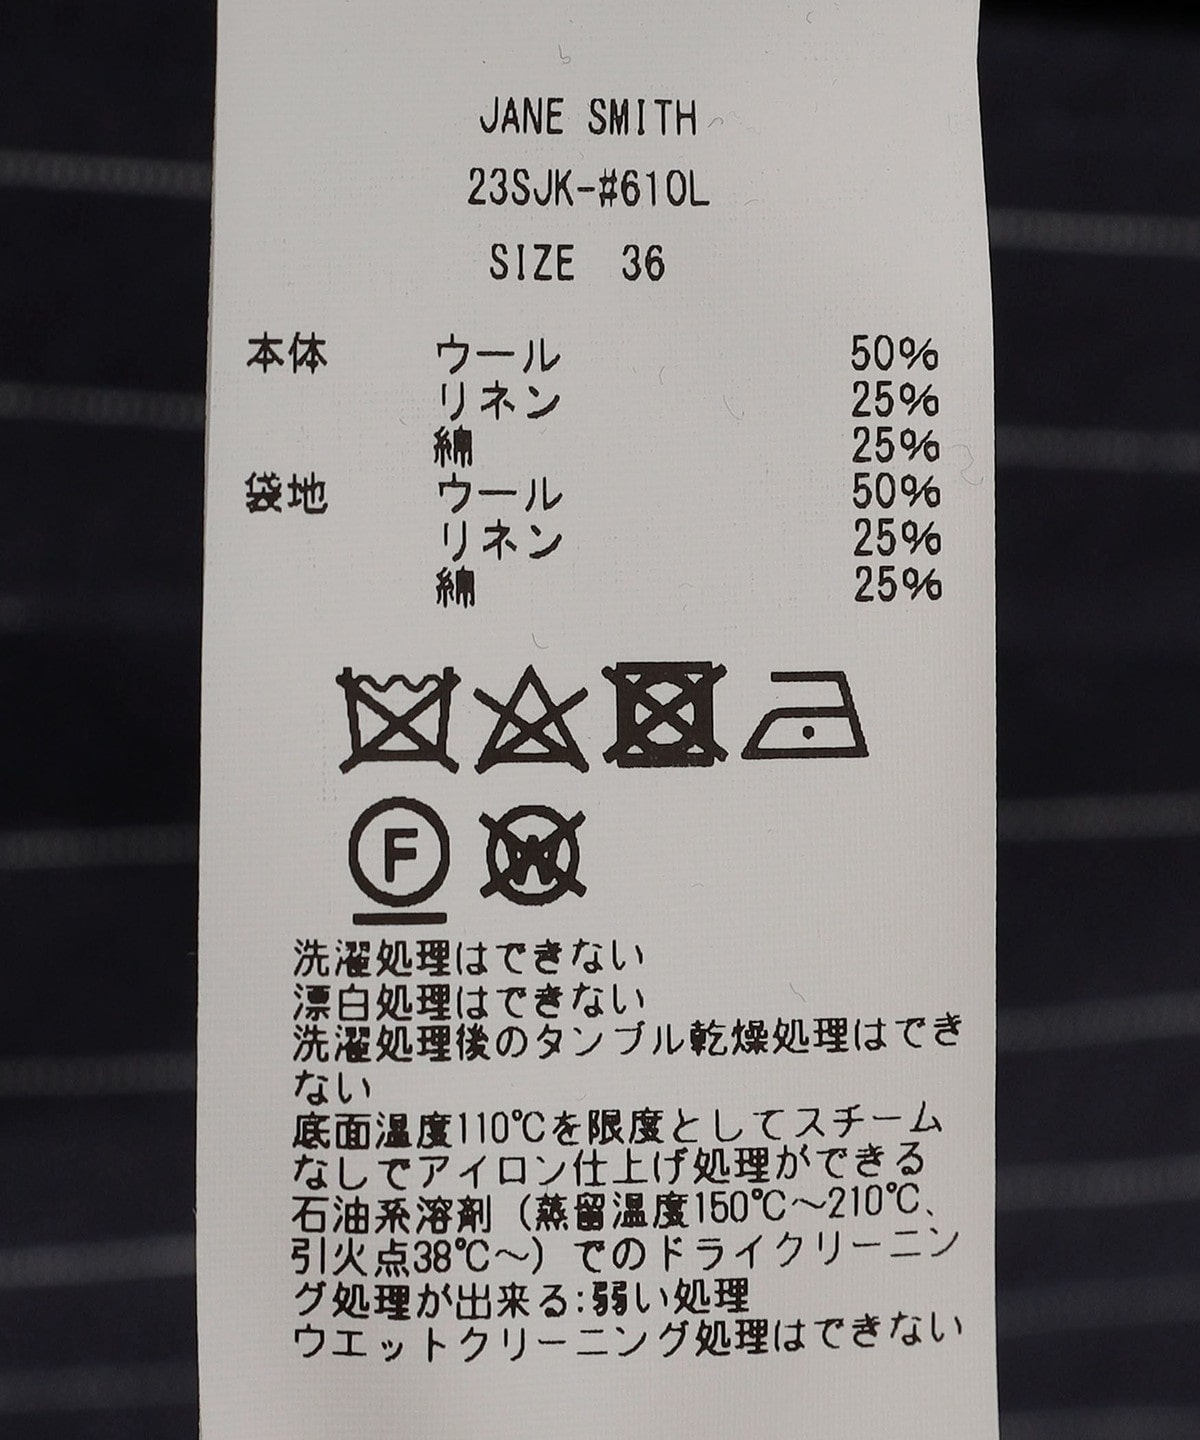 JANE SMITH
23SJK-#610L
SIZE 36
本体 ウール 50%
リネン 25%
綿 25%
袋地 ウール 50%
リネン 25%
綿 25%
F
W
洗濯処理はできない
漂白処理はできない
洗濯処理後のタンブル乾燥処理はでき
ない
底面温度110℃を限度としてスチーム
なしでアイロン仕上げ処理ができる
石油系溶剤(蒸留温度150℃〜210℃、
引火点38℃〜)でのドライクリーニン
グ処理が出来る:弱い処理
ウエットクリーニング処理はできない